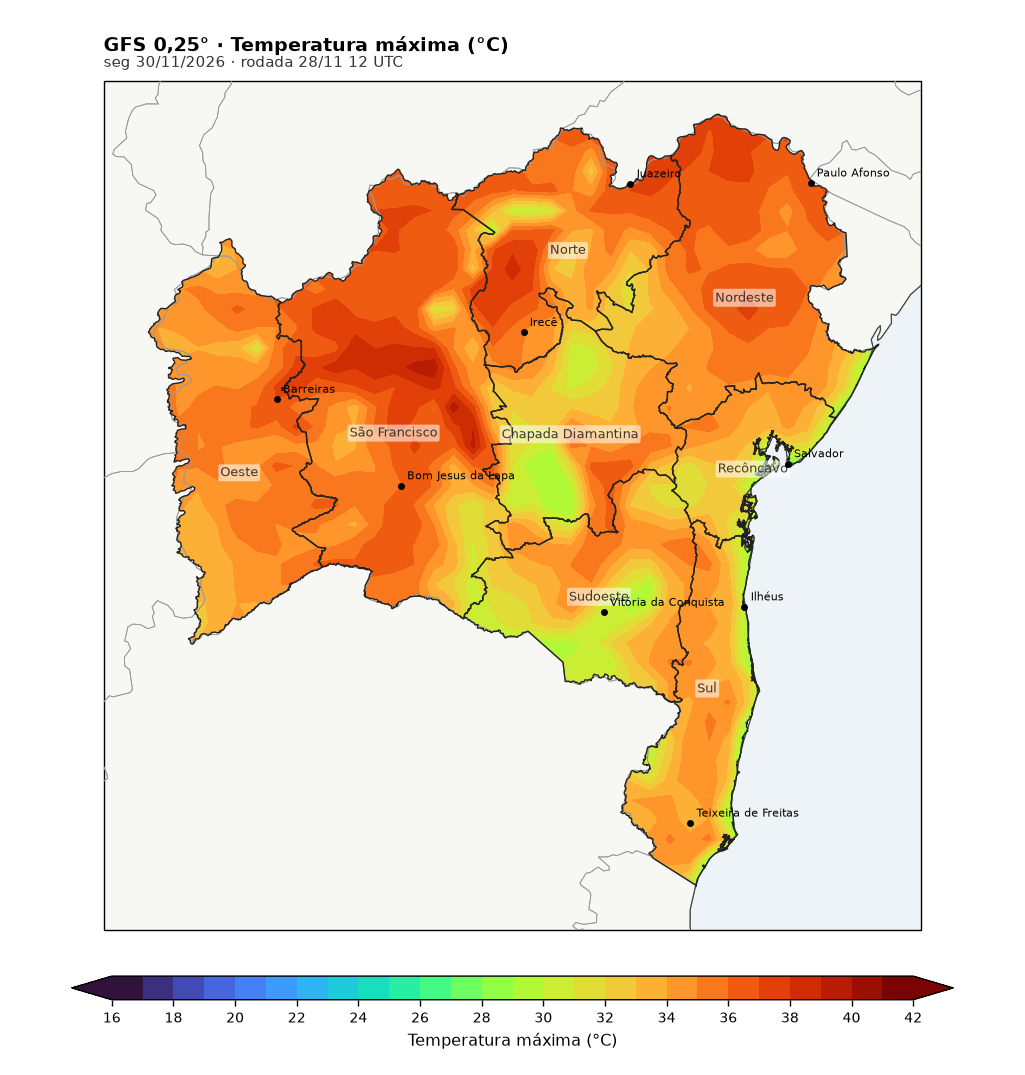 GFS 0,25° · Temperatura máxima (°C)
seg 30/11/2026 · rodada 28/11 12 UTC
Juazeiro
Paulo Afonso
Norte
Nordeste
Irecê
Barreiras
São Francisco
Chapada Diamantina
Salvador
Oeste
Recôncavo
Bom Jesus da Lapa
Sudoeste
Ilhéus
Vitória da Conquista
Sul
Teixeira de Freitas
16 18 20 22 24 26 28 30 32 34 36 38 40 42
Temperatura máxima (°C)